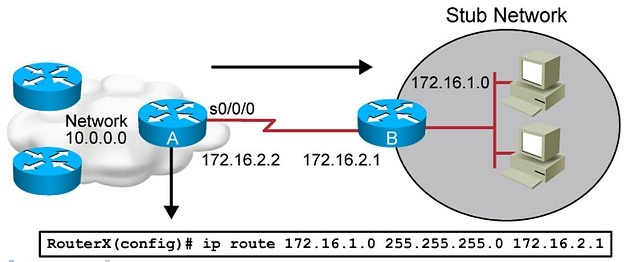 Stub Network
172.16.1.0
s0/0/0
Network
10.0.0.0
A
B
172.16.2.2
172.16.2.1
RouterX(config)# ip route 172.16.1.0 255.255.255.0 172.16.2.1